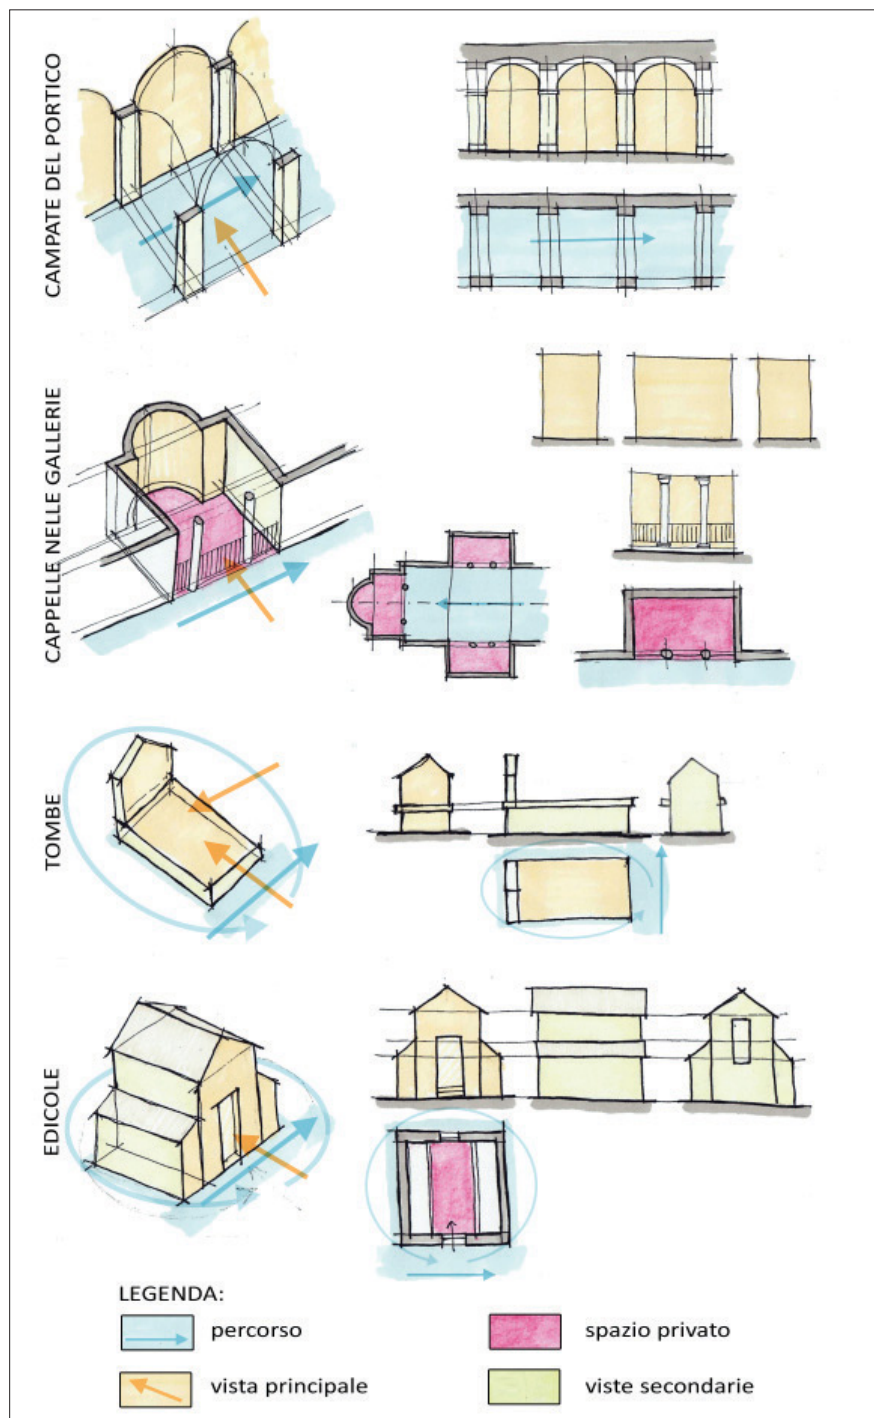 CAMPATE DEL PORTICO
CAPPELLE NELLE GALLERIE
TOMBE
EDICOLE
LEGENDA:
percorso
spazio privato
vista principale
viste secondarie